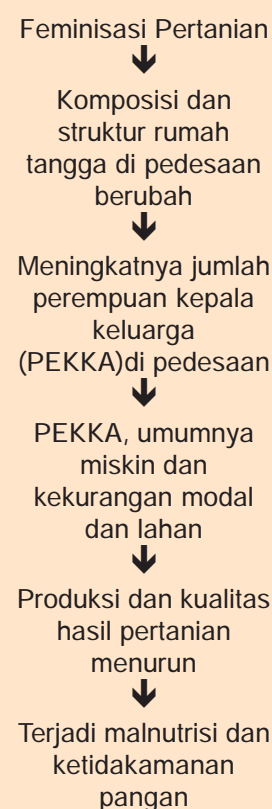 Feminisasi Pertanian
Komposisi dan
struktur rumah
tangga di pedesaan
berubah
Meningkatnya jumlah
perempuan kepala
keluarga
(PEKKA)di pedesaan
PEKKA, umumnya
miskin dan
kekurangan modal
dan lahan
Produksi dan kualitas
hasil pertanian
menurun
Terjadi malnutrisi dan
ketidakamanan
pangan